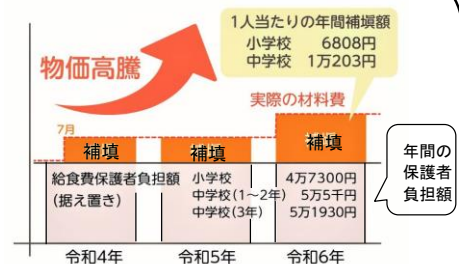 1人当たりの年間補塡額
小学校 6808円
中学校 1万203円
物価高騰
実際の材料費
7月
補塡
補塡
補塡
給食費保護者負担額 小学校 4万7300円
(据え置き) 中学校(1～2年) 5万5千円
中学校(3年) 5万1930円
年間の
保護者
負担額
令和4年 令和5年 令和6年